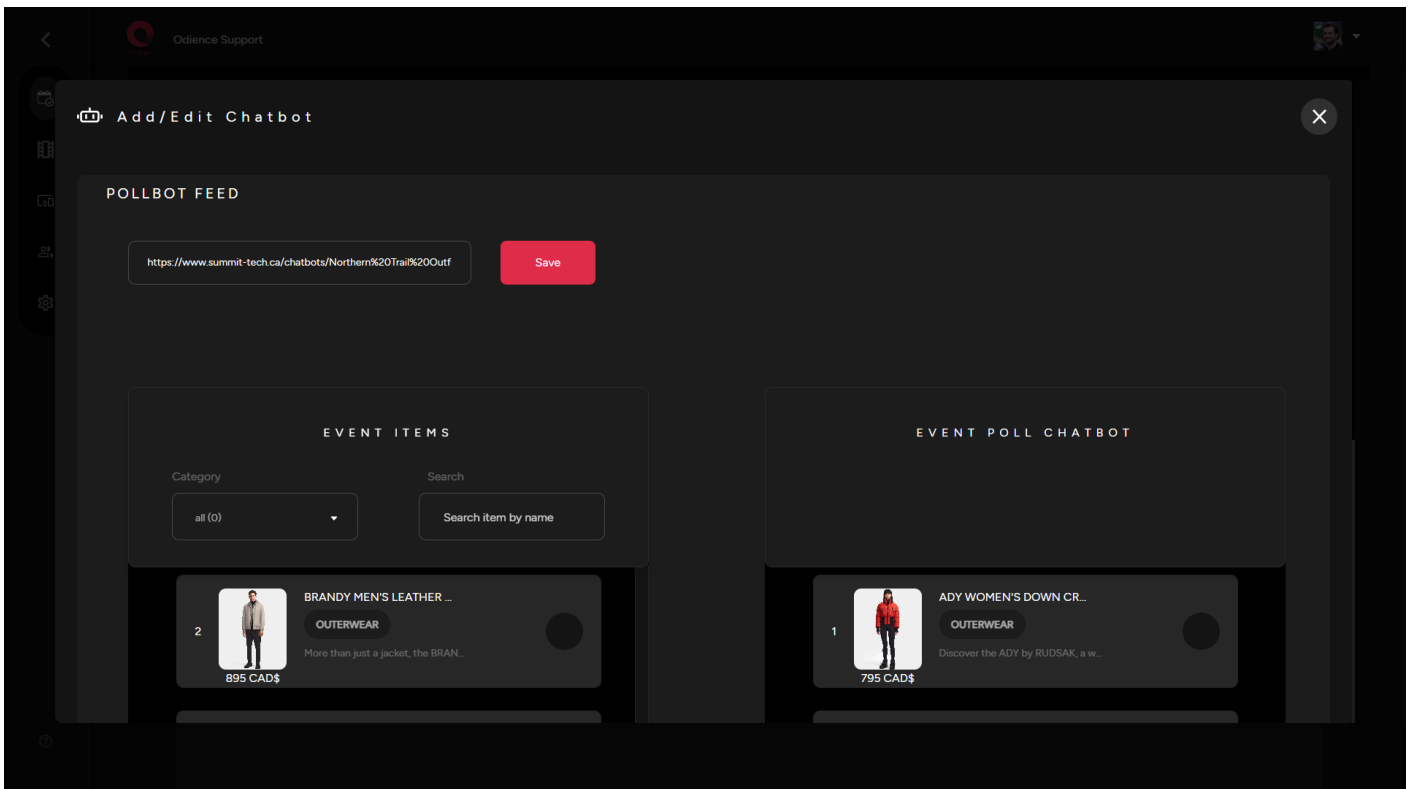 Odience Support
Add/Edit Chatbot
POLLBOT FEED
https://www.summit-tech.ca/chatbots/Northern%20Trail%20Outf
Save
EVENT ITEMS
Category
Search
all (0)
Search item by name
2
BRANDY MEN'S LEATHER ...
OUTERWEAR
More than just a jacket, the BRAN...
895 CAD$
EVENT POLL CHATBOT
1
ADY WOMEN'S DOWN CR...
OUTERWEAR
Discover the ADY by RUDSAK, a w...
795 CAD$